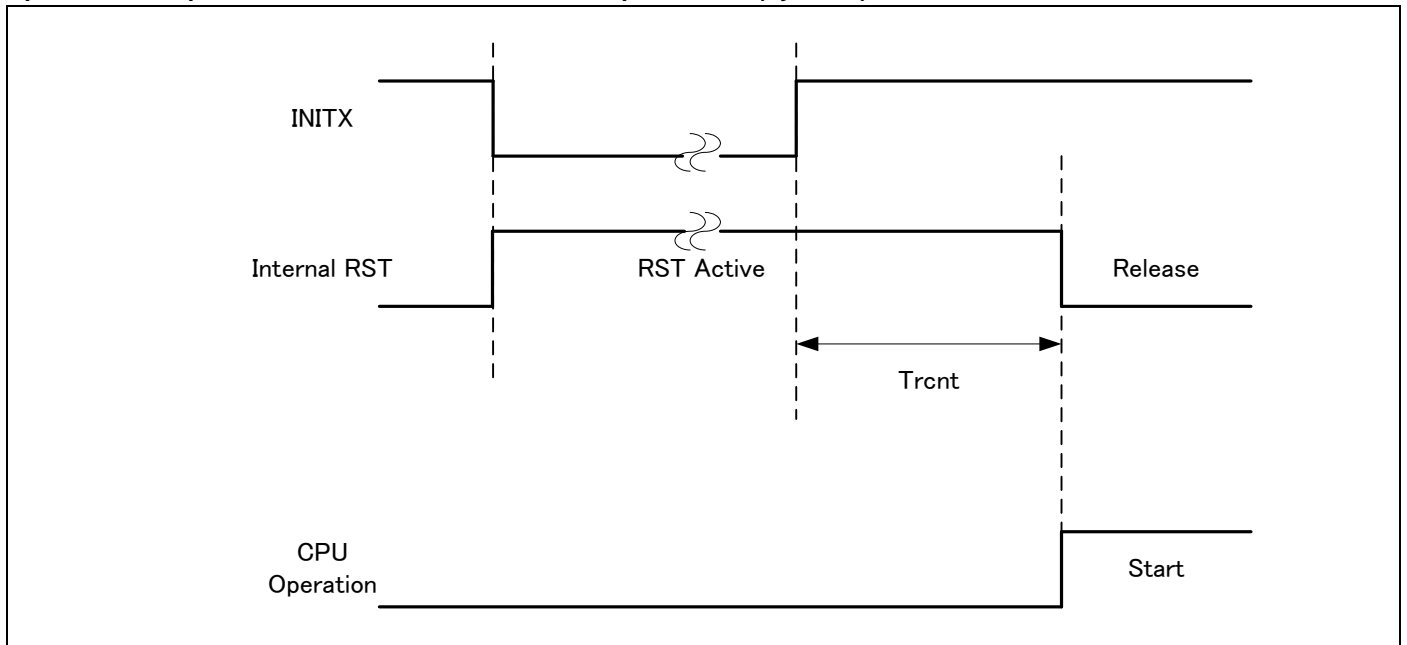 INITX
Internal RST
RST Active
Release
Trcnt
CPU
Operation
Start